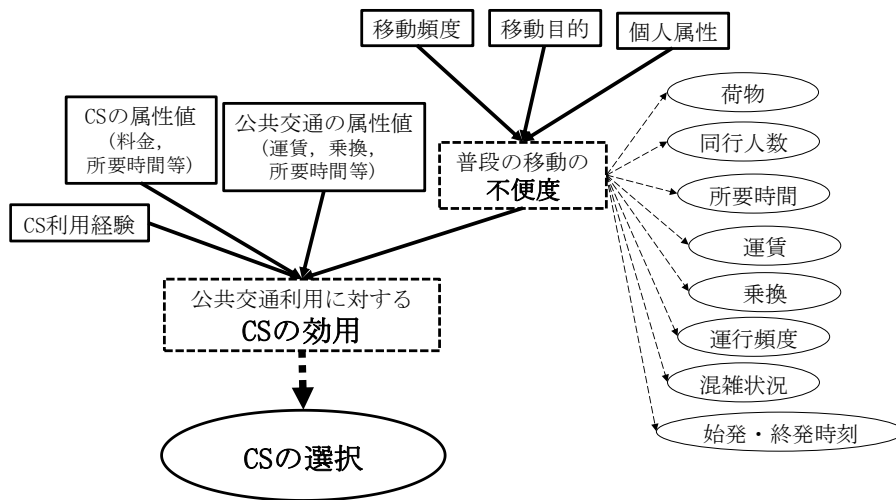 移動頻度
移動目的
個人属性
CSの属性値
(料金,
所要時間等)
公共交通の属性値
(運賃, 乗換,
所要時間等)
普段の移動の
不便度
CS利用経験
公共交通利用に対する
CSの効用
CSの選択
荷物
同行人数
所要時間
運賃
乗換
運行頻度
混雑状況
始発・終発時刻